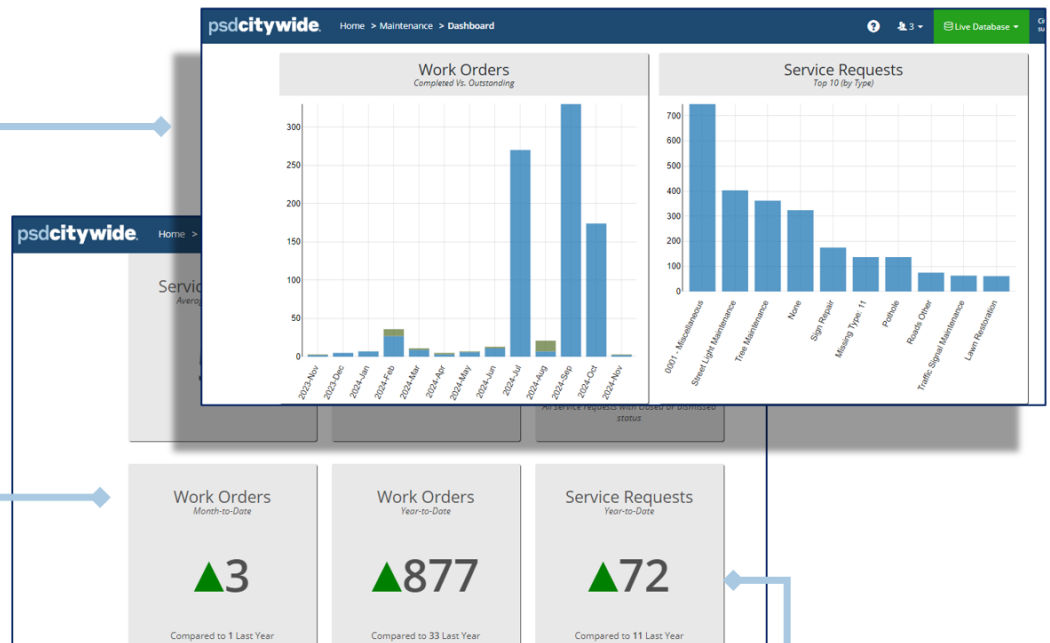 psdcitywide. Home > Maintenance > Dashboard
3
Live Database
Work Orders
Completed Vs. Outstanding
300
250
200
150
100
50
0
2023-Nov
2023-Dec
2024-Jan
2024-Feb
2024-Mar
2024-Apr
2024-May
2024-Jun
2024-Jul
2024-Aug
2024-Sep
2024-Oct
2024-Nov
Service Requests
Top 10 (by Type)
700
600
500
400
300
200
100
0
0001 - Miscellaneous
Street Light Maintenance
Tree Maintenance
None
Sign Repair
Missing Type: 11
Pothole
Roads Other
Traffic Signal Maintenance
Lawn Restoration
psdcitywide. Home >
All service requests with closed or dismissed
status
Work Orders
Month-to-Date
▲3
Compared to 1 Last Year
Work Orders
Year-to-Date
▲877
Compared to 33 Last Year
Service Requests
Year-to-Date
▲72
Compared to 11 Last Year